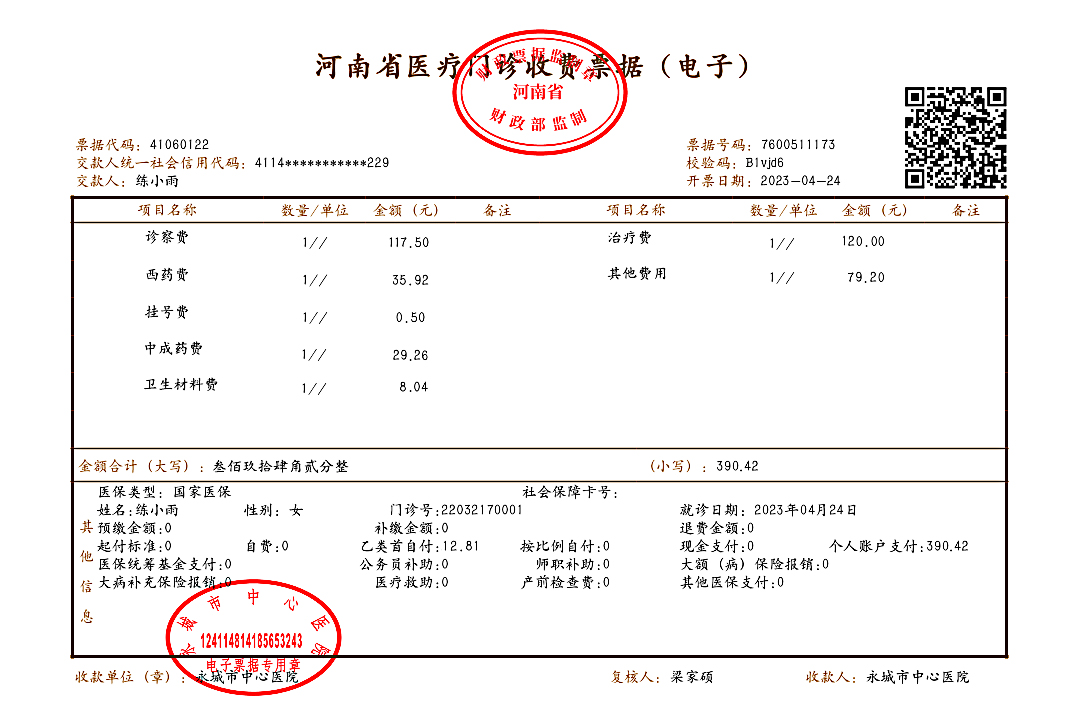 河南省医疗门诊收费票据（电子）
财政票据监制章
河南省
财政部监制
票据代码：41060122
票据号码：7600511173
交款人统一社会信用代码：4114***********229
校验码：B1vjd6
交款人：练小雨
开票日期：2023-04-24
项目名称 数量/单位 金额（元） 备注 项目名称 数量/单位 金额（元） 备注
诊察费 1// 117.50 治疗费 1// 120.00
西药费 1// 35.92 其他费用 1// 79.20
挂号费 1// 0.50
中成药费 1// 29.26
卫生材料费 1// 8.04
金额合计（大写）：叁佰玖拾肆角贰分整 （小写）：390.42
其他信息
医保类型：国家医保 社会保障卡号：
姓名:练小雨 性别：女 门诊号:22032170001 就诊日期：2023年04月24日
预缴金额:0 补缴金额:0 退费金额:0
起付标准:0 自费:0 乙类首自付:12.81 按比例自付:0 现金支付:0 个人账户支付:390.42
医保统筹基金支付:0 公务员补助:0 师职补助:0 大额（病）保险报销:0
大病补充保险报销:0 医疗救助:0 产前检查费:0 其他医保支付:0
永城市中心医院
124114814185653243
电子票据专用章
收款单位（章）：永城市中心医院 复核人：梁家硕 收款人：永城市中心医院